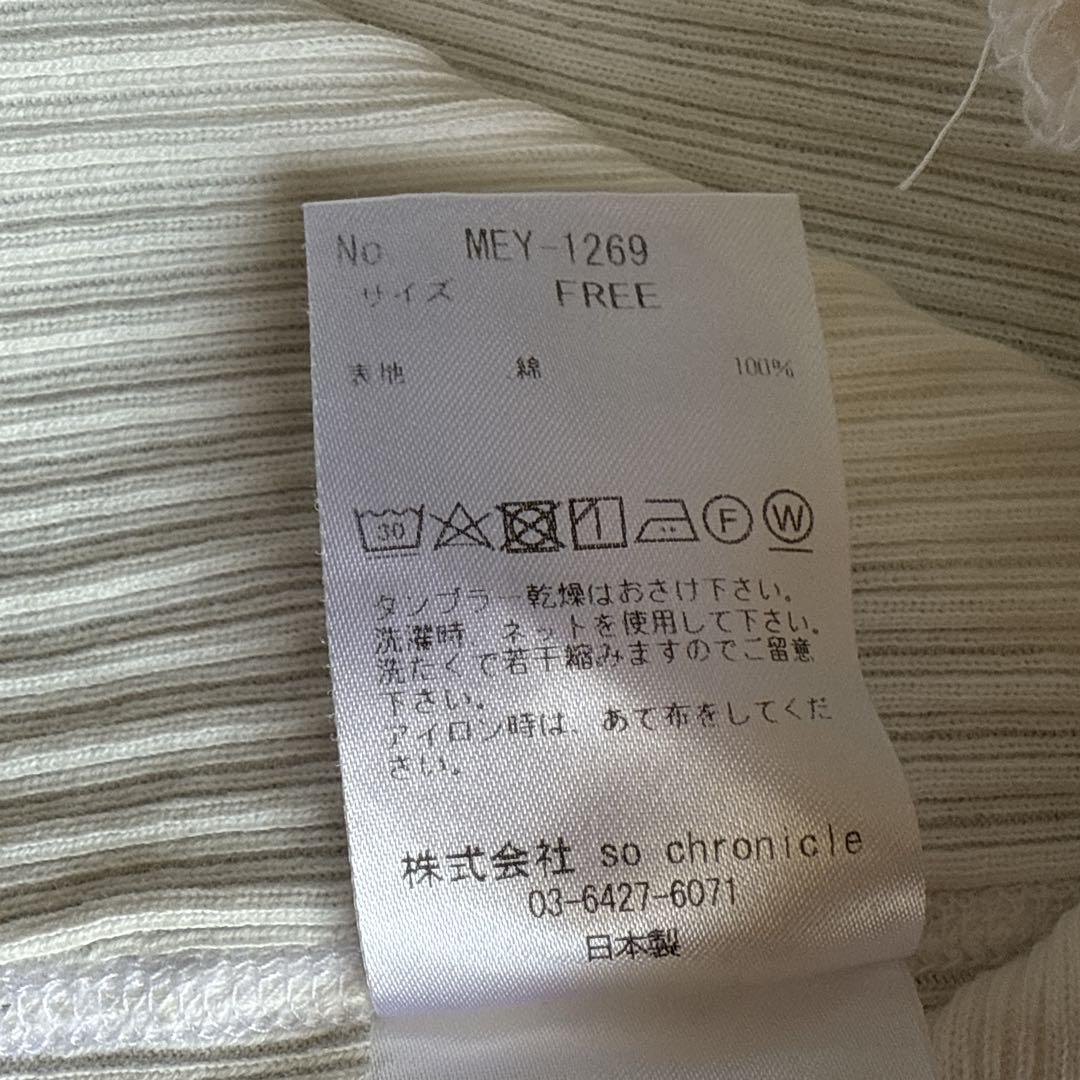 No MEY-1269
サイズ FREE
表地 綿 100%
30
F W
タンブラー乾燥はおさけ下さい。
洗濯時、ネットを使用して下さい。
洗たくで若干縮みますのでご留意
下さい。
アイロン時は、あて布をしてくだ
さい。
株式会社 so chronicle
03-6427-6071
日本製